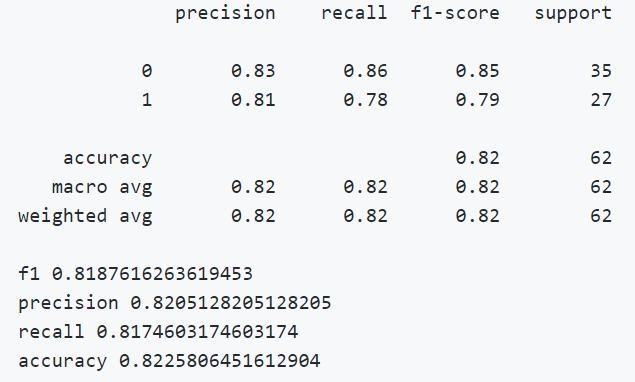 precision recall f1-score support
0 0.83 0.86 0.85 35
1 0.81 0.78 0.79 27
accuracy 0.82 62
macro avg 0.82 0.82 0.82 62
weighted avg 0.82 0.82 0.82 62
f1 0.8187616263619453
precision 0.8205128205128205
recall 0.8174603174603174
accuracy 0.8225806451612904